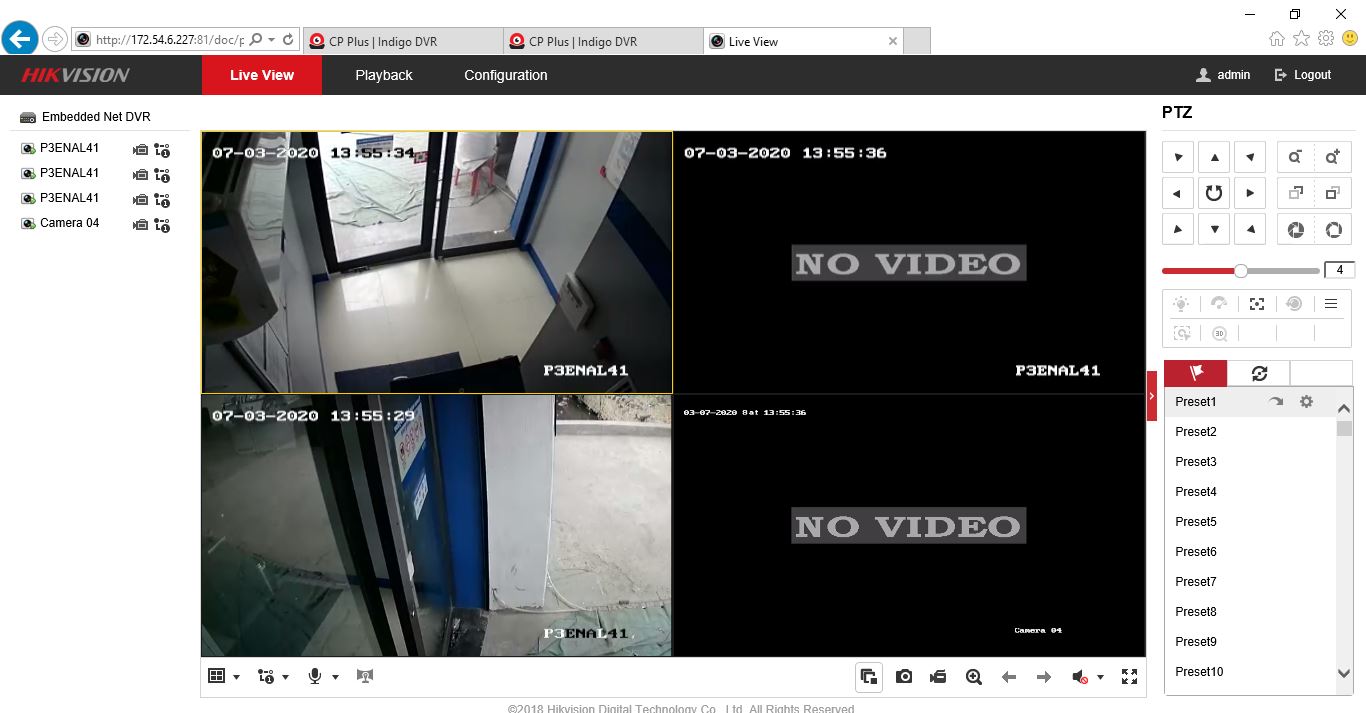 http://172.54.6.227:81/doc/p
CP Plus | Indigo DVR
CP Plus | Indigo DVR
Live View
HIKVISION
Live View
Playback
Configuration
admin
Logout
Embedded Net DVR
P3ENAL41
P3ENAL41
P3ENAL41
Camera 04
07-03-2020 13:55:34
P3ENAL41
07-03-2020 13:55:36
NO VIDEO
P3ENAL41
07-03-2020 13:55:29
P3ENAL41
03-07-2020 Sat 13:55:36
NO VIDEO
Camera 04
PTZ
4
3D
Preset1
Preset2
Preset3
Preset4
Preset5
Preset6
Preset7
Preset8
Preset9
Preset10
©2018 Hikvision Digital Technology Co., Ltd. All Rights Reserved.